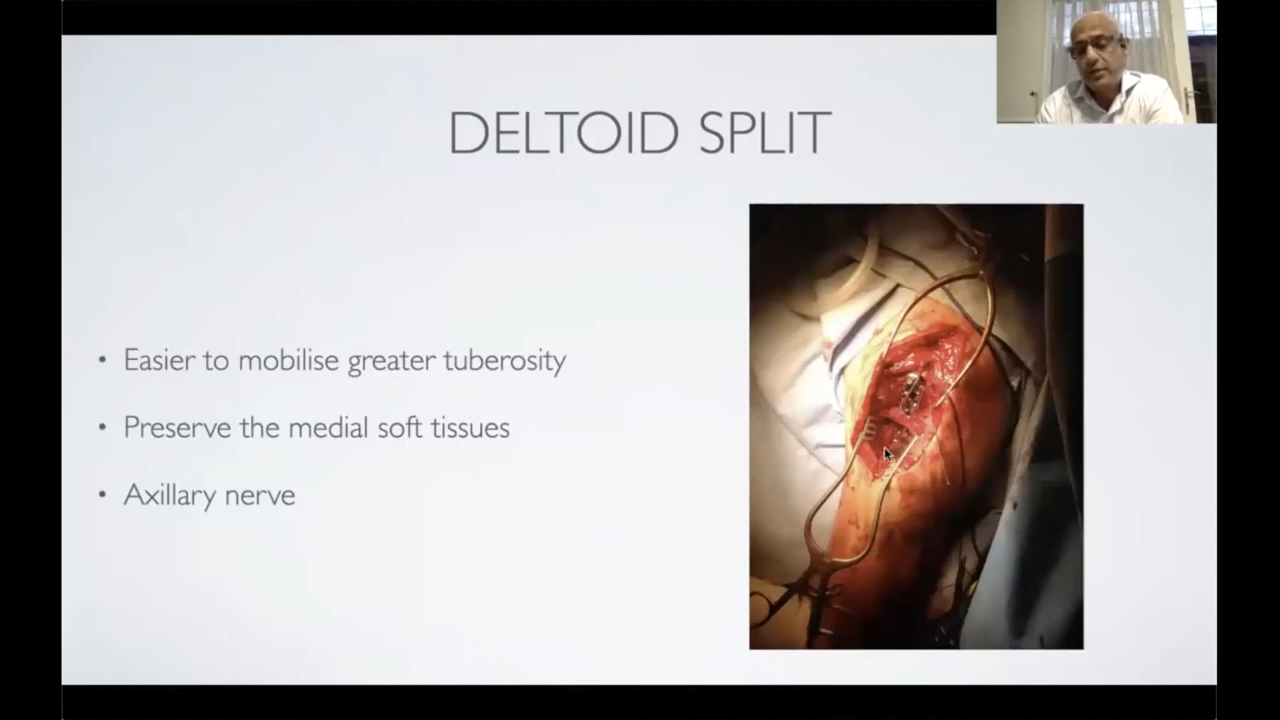 DELTOID SPLIT
• Easier to mobilise greater tuberosity
• Preserve the medial soft tissues
• Axillary nerve